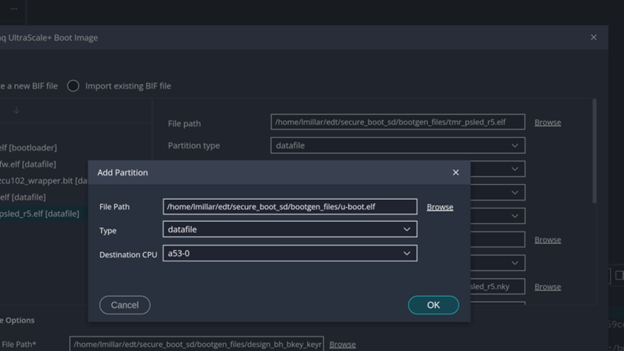 q UltraScale+ Boot Image
e a new BIF file Import existing BIF file
File path /home/lmillar/edt/secure_boot_sd/bootgen_files/tmr_psled_r5.elf Browse
Partition type datafile
elf [bootloader]
fw.elf [datafile]
zcu102_wrapper.bit [da
.elf [datafile]
psled_r5.elf [datafile]
Add Partition
File Path /home/lmillar/edt/secure_boot_sd/bootgen_files/u-boot.elf Browse
Type datafile
Destination CPU a53-0
Cancel OK
Browse
sled_r5.nky Browse
e Options
File Path* /home/lmillar/edt/secure_boot_sd/bootgen_files/design_bh_bkey_keyr Browse